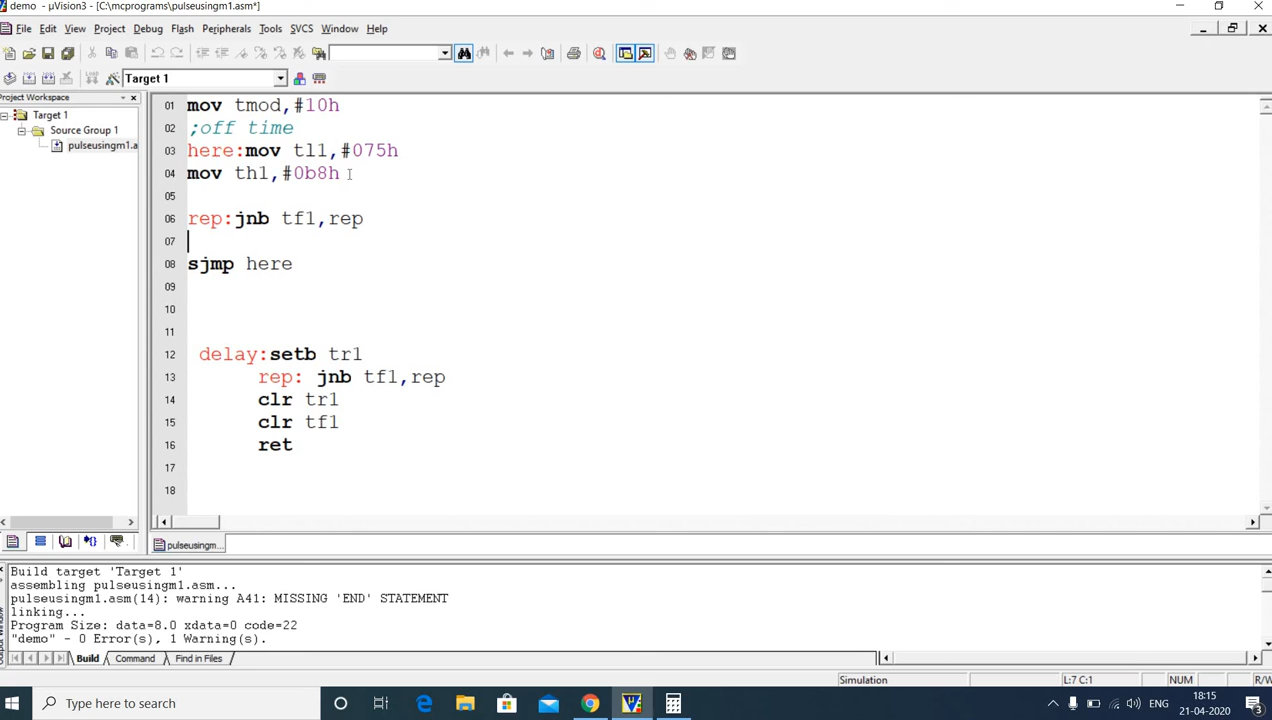 demo - µVision3 - [C:\mcprograms\pulseusingm1.asm*]
File Edit View Project Debug Flash Peripherals Tools SVCS Window Help
Target 1
Project Workspace
Target 1
Source Group 1
pulseusingm1.a
01 mov tmod,#10h
02 ;off time
03 here:mov tl1,#075h
04 mov th1,#0b8h
05
06 rep:jnb tf1,rep
07
08 sjmp here
09
10
11
12 delay:setb tr1
13 rep: jnb tf1,rep
14 clr tr1
15 clr tf1
16 ret
17
18
pulseusingm...
Build target 'Target 1'
assembling pulseusingm1.asm...
pulseusingm1.asm(14): warning A41: MISSING 'END' STATEMENT
linking...
Program Size: data=8.0 xdata=0 code=22
"demo" - 0 Error(s), 1 Warning(s).
Build Command Find in Files
Simulation L:7 C:1 NUM R/W
Type here to search
ENG
18:15
21-04-2020
3